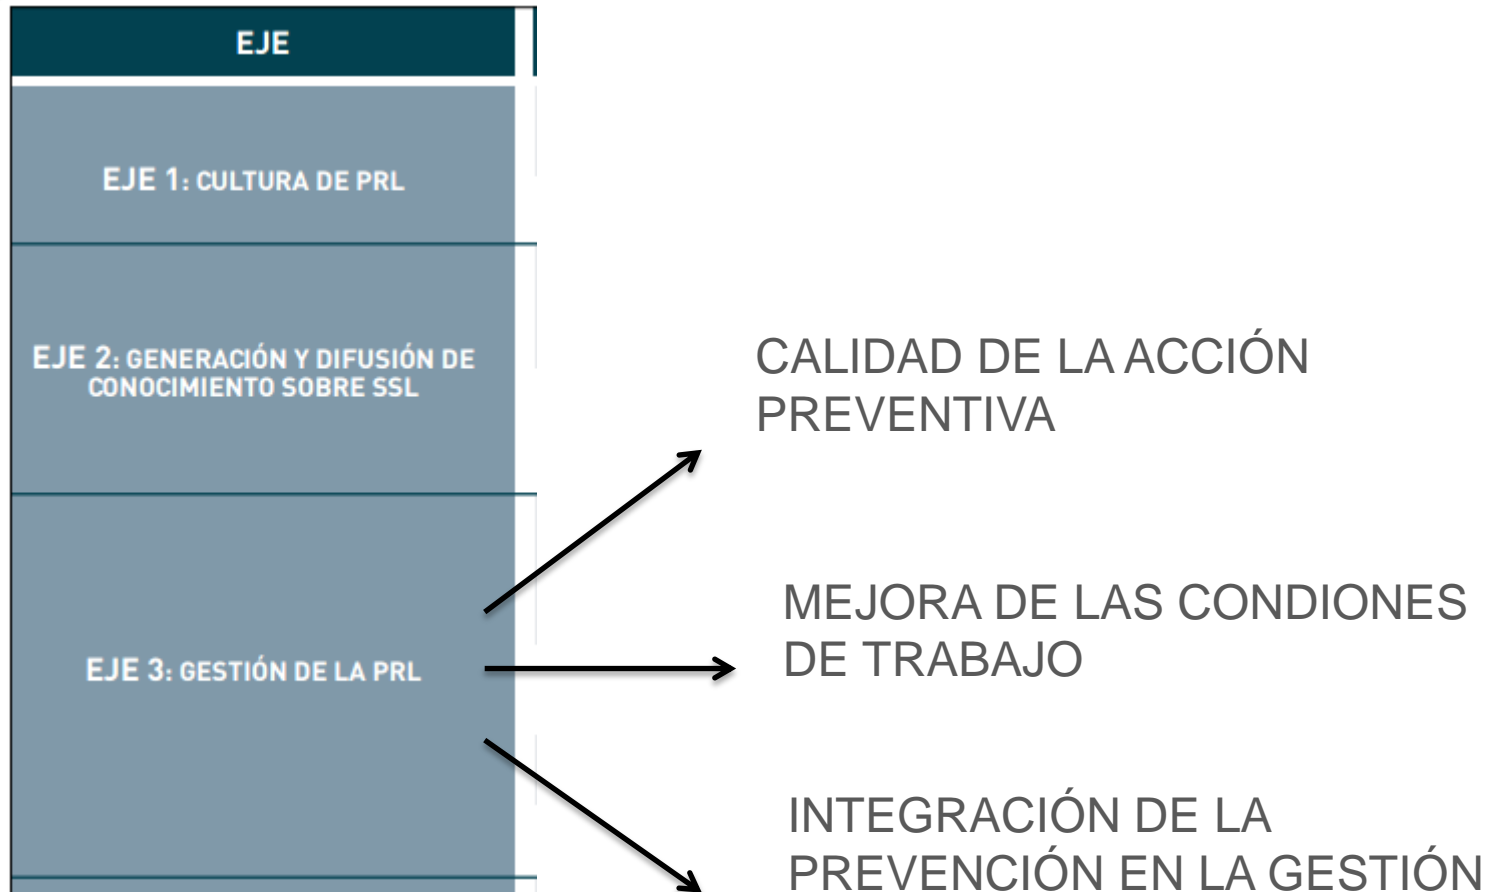 EJE
EJE 1: CULTURA DE PRL
EJE 2: GENERACIÓN Y DIFUSIÓN DE
CONOCIMIENTO SOBRE SSL
EJE 3: GESTIÓN DE LA PRL
CALIDAD DE LA ACCIÓN
PREVENTIVA
MEJORA DE LAS CONDIONES
DE TRABAJO
INTEGRACIÓN DE LA
PREVENCIÓN EN LA GESTIÓN